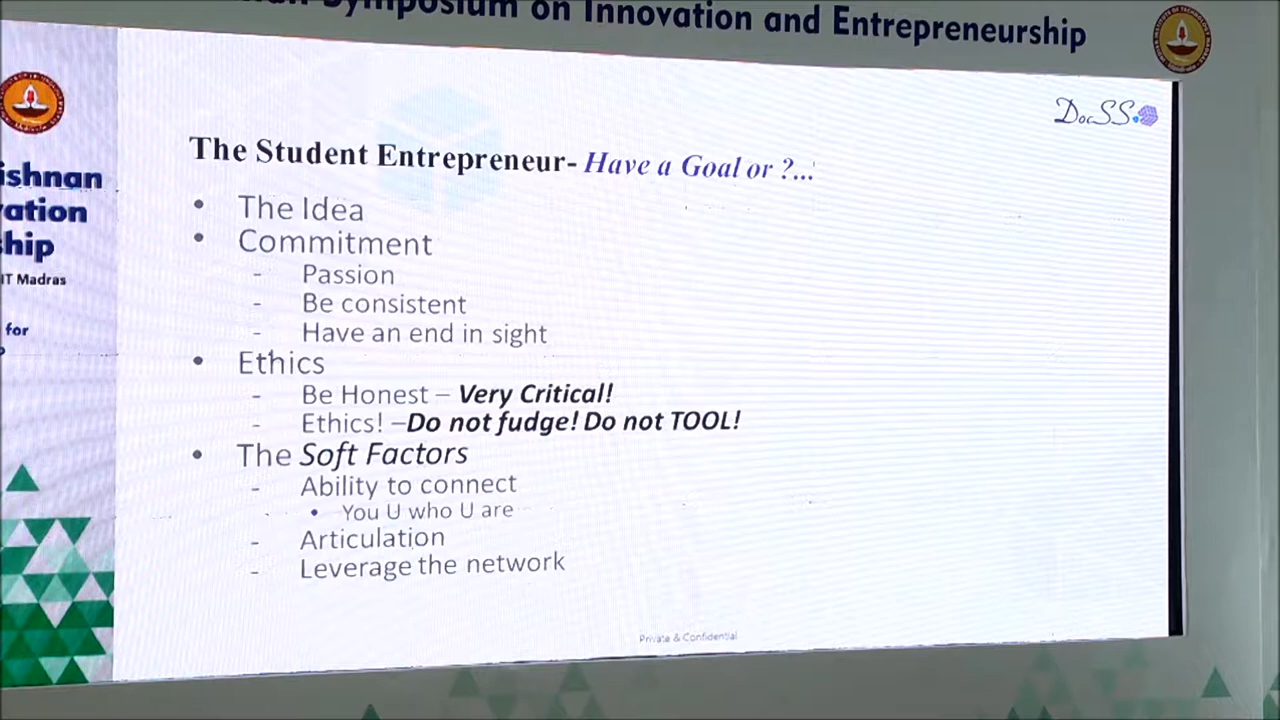 Symposium on Innovation and Entrepreneurship
ishnan
ation
hip
IT Madras
for
DocSS
The Student Entrepreneur- Have a Goal or ?...
• The Idea
• Commitment
- Passion
- Be consistent
- Have an end in sight
• Ethics
- Be Honest – Very Critical!
- Ethics! –Do not fudge! Do not TOOL!
• The Soft Factors
- Ability to connect
• You U who U are
- Articulation
- Leverage the network
Private & Confidential